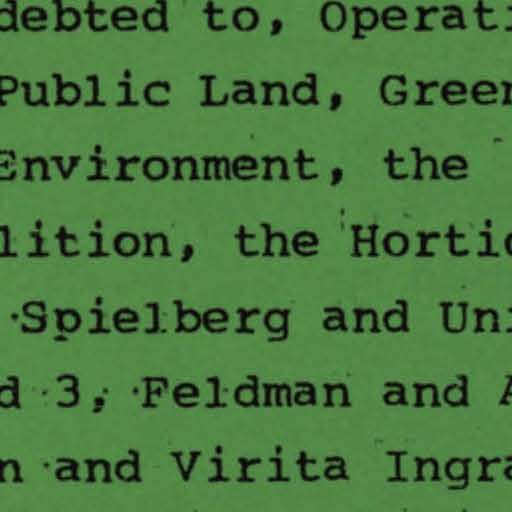 debted to, Operati
Public Land, Green
Environment, the
lition, the Hortic
Spielberg and Uni
d 3, Feldman and A
n and Virita Ingra